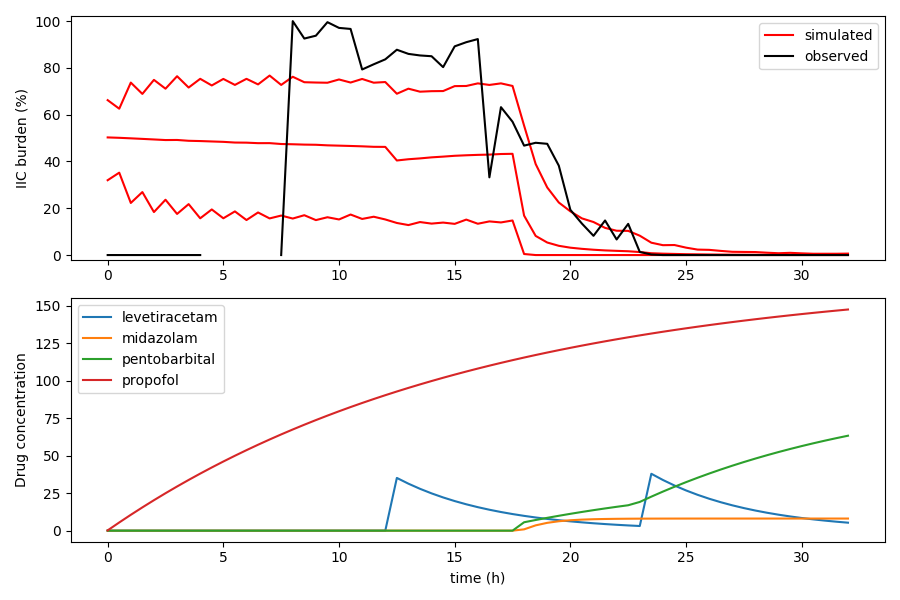 IIC burden (%)
100
80
60
40
20
0
simulated
observed
0 5 10 15 20 25 30
Drug concentration
150
125
100
75
50
25
0
levetiracetam
midazolam
pentobarbital
propofol
0 5 10 15 20 25 30
time (h)